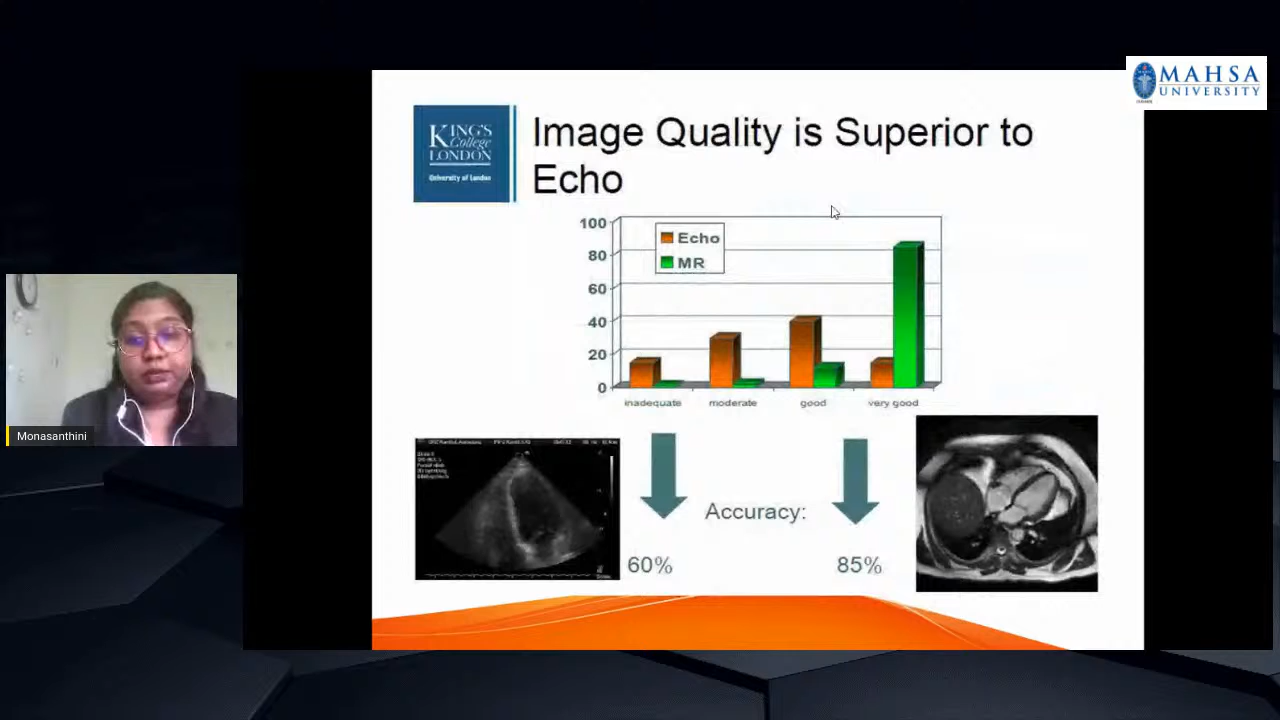 MAHSA
UNIVERSITY
KING'S
College
LONDON
University of London
Image Quality is Superior to
Echo
100
80
60
40
20
0
Echo
MR
inadequate
moderate
good
very good
Accuracy:
60%
85%
Monasanthini